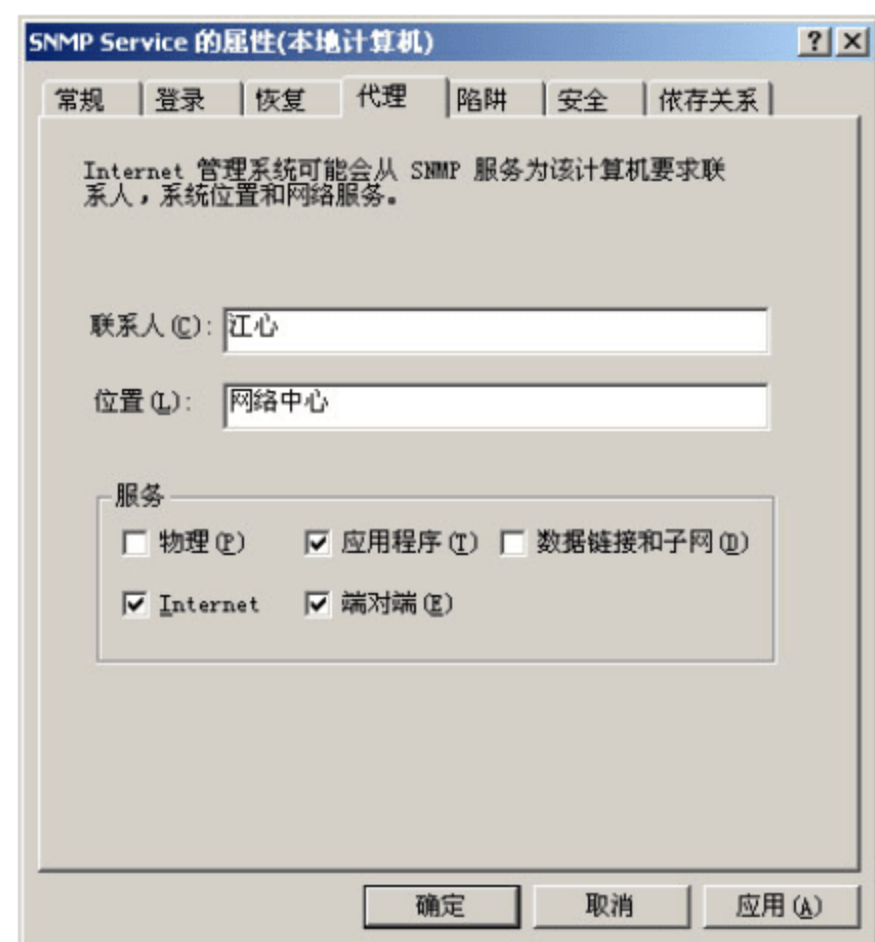 SNMP Service 的属性(本地计算机)
常规 登录 恢复 代理 陷阱 安全 依存关系
Internet 管理系统可能会从 SNMP 服务为该计算机要求联
系人，系统位置和网络服务。
联系人(C): 江心
位置(L): 网络中心
服务
物理(P) 应用程序(T) 数据链接和子网(D)
Internet 端对端(E)
确定 取消 应用(A)